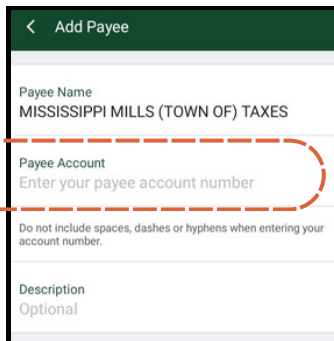 Add Payee
Payee Name
MISSISSIPPI MILLS (TOWN OF) TAXES
Payee Account
Enter your payee account number
Do not include spaces, dashes or hyphens when entering your
account number.
Description
Optional